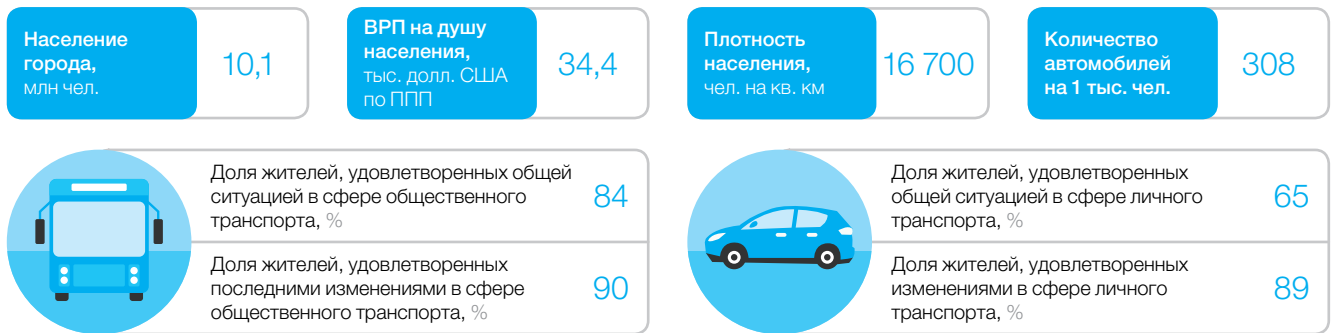 Население
города,
млн чел.
10,1
ВРП на душу
населения,
тыс. долл. США
по ППП
34,4
Плотность
населения,
чел. на кв. км
16 700
Количество
автомобилей
на 1 тыс. чел.
308
Доля жителей, удовлетворенных общей
ситуацией в сфере общественного
транспорта, %
84
Доля жителей, удовлетворенных
последними изменениями в сфере
общественного транспорта, %
90
Доля жителей, удовлетворенных
общей ситуацией в сфере личного
транспорта, %
65
Доля жителей, удовлетворенных
изменениями в сфере личного
транспорта, %
89